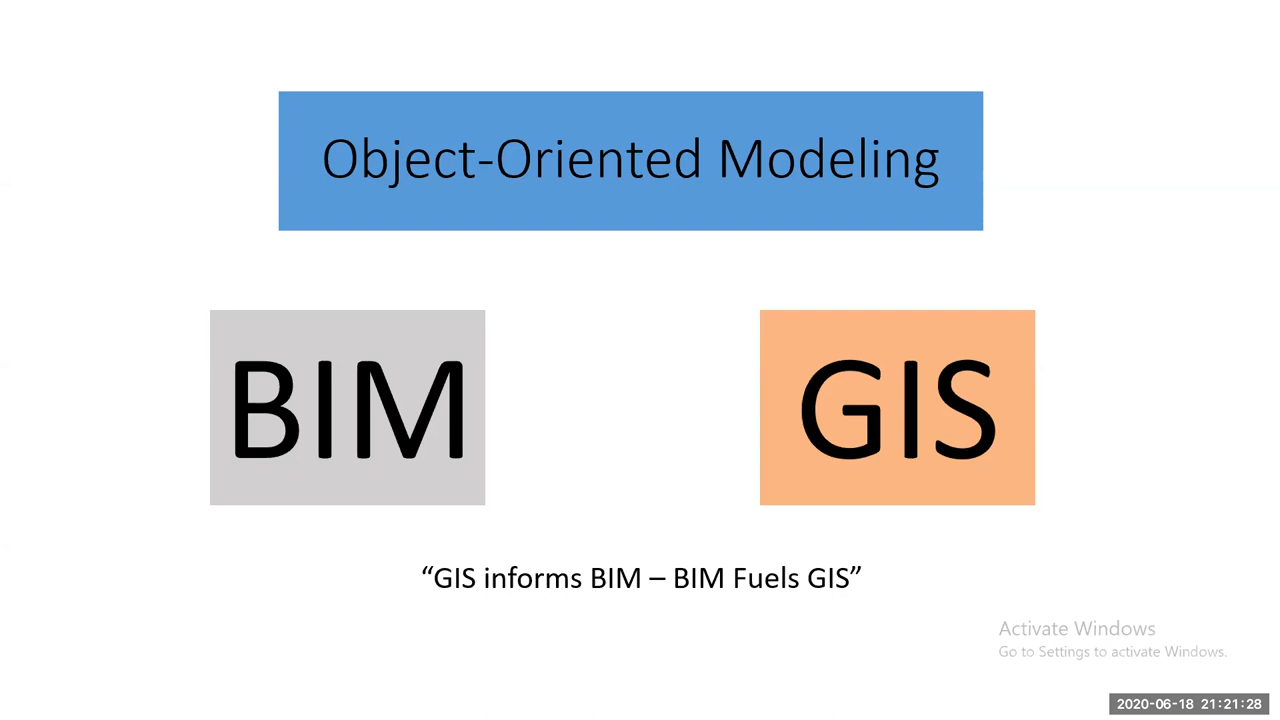 Object-Oriented Modeling
BIM
GIS
“GIS informs BIM – BIM Fuels GIS”
Activate Windows
Go to Settings to activate Windows.
2020-06-18 21:21:28